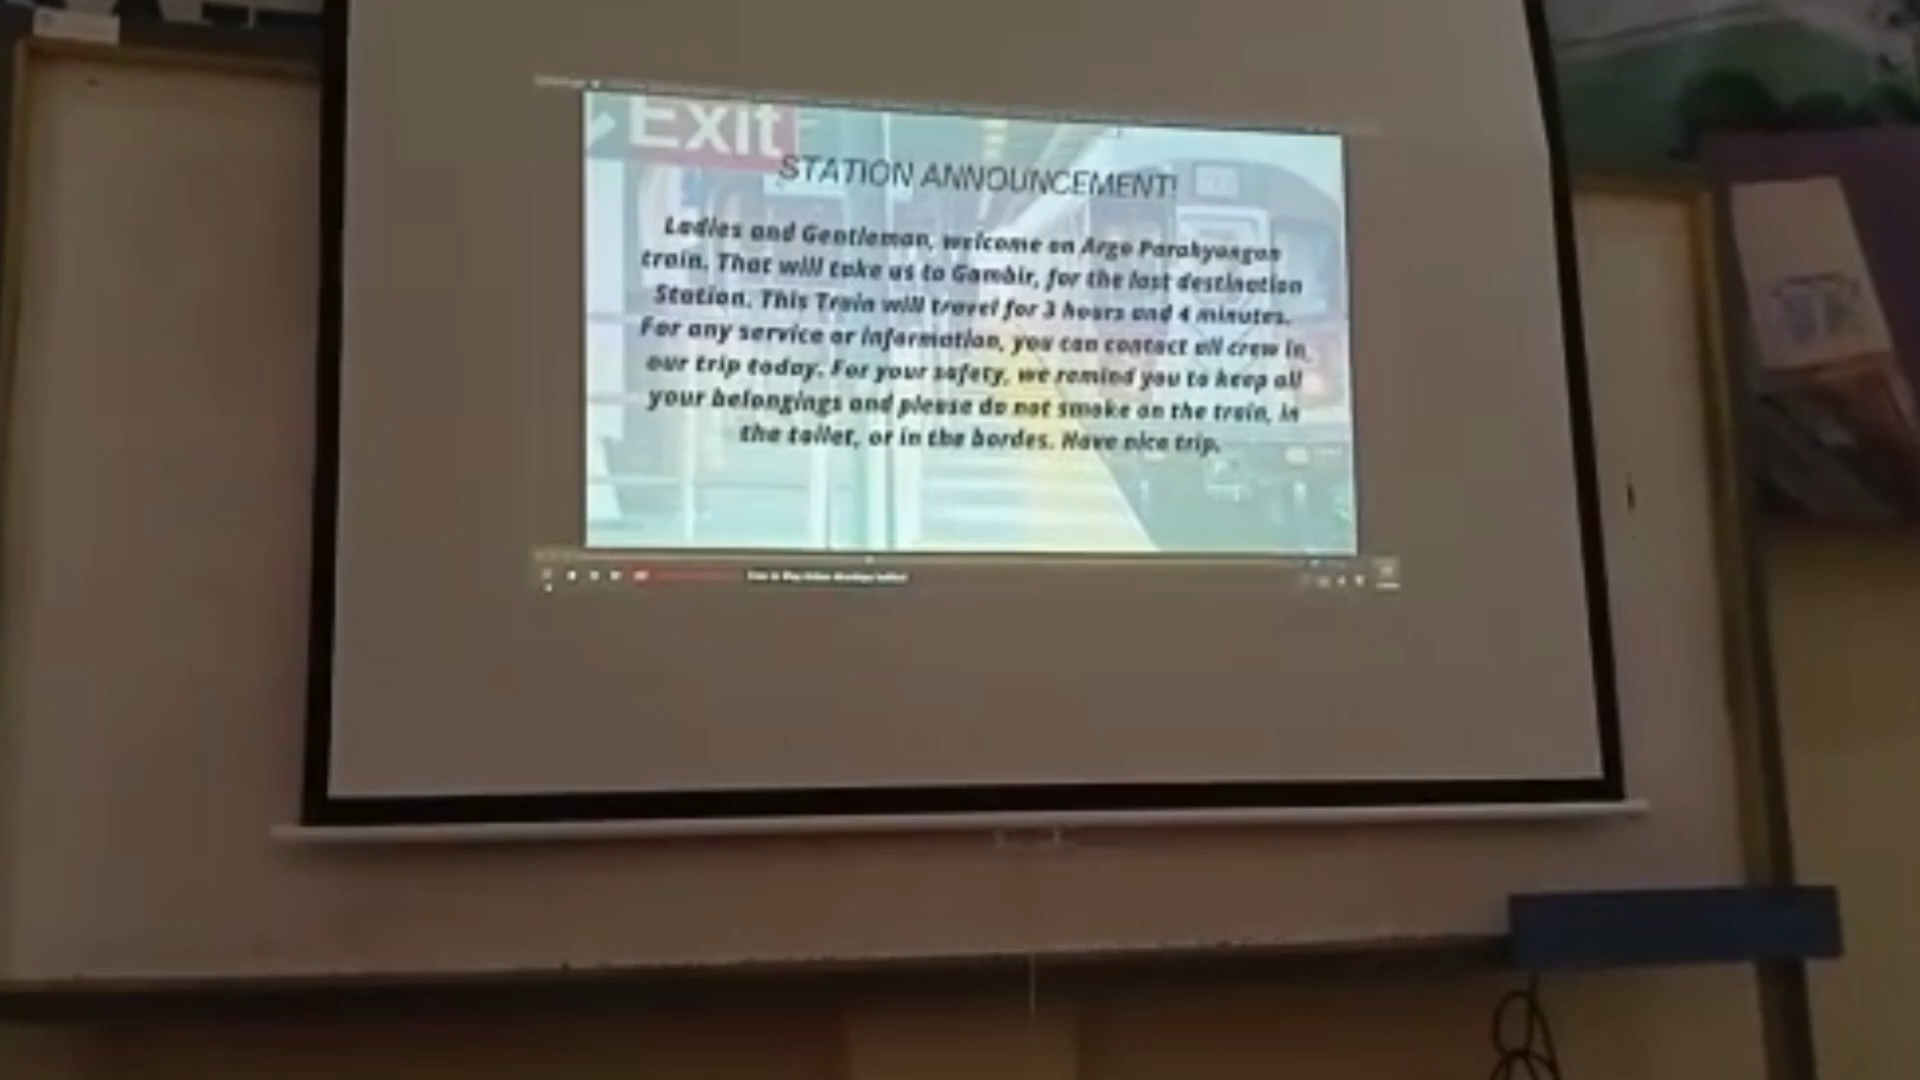 Exit
STATION ANNOUNCEMENT!
Ladies and Gentleman, welcome on Argo Parahyangan
train. That will take us to Gambir, for the last destination
Station. This Train will travel for 3 hours and 4 minutes.
For any service or information, you can contact all crew in
our trip today. For your safety, we remind you to keep all
your belongings and please do not smoke on the train, in
the toilet, or in the bordes. Have nice trip.